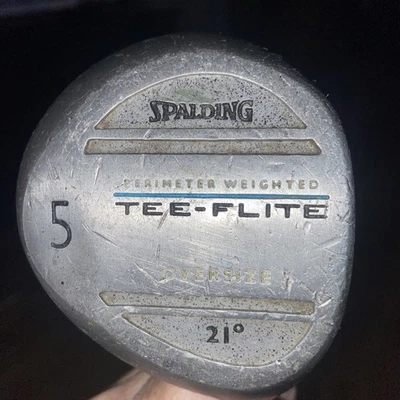 SPALDING
PERIMETER WEIGHTED
TEE-FLITE
5
OVERSIZE
21°